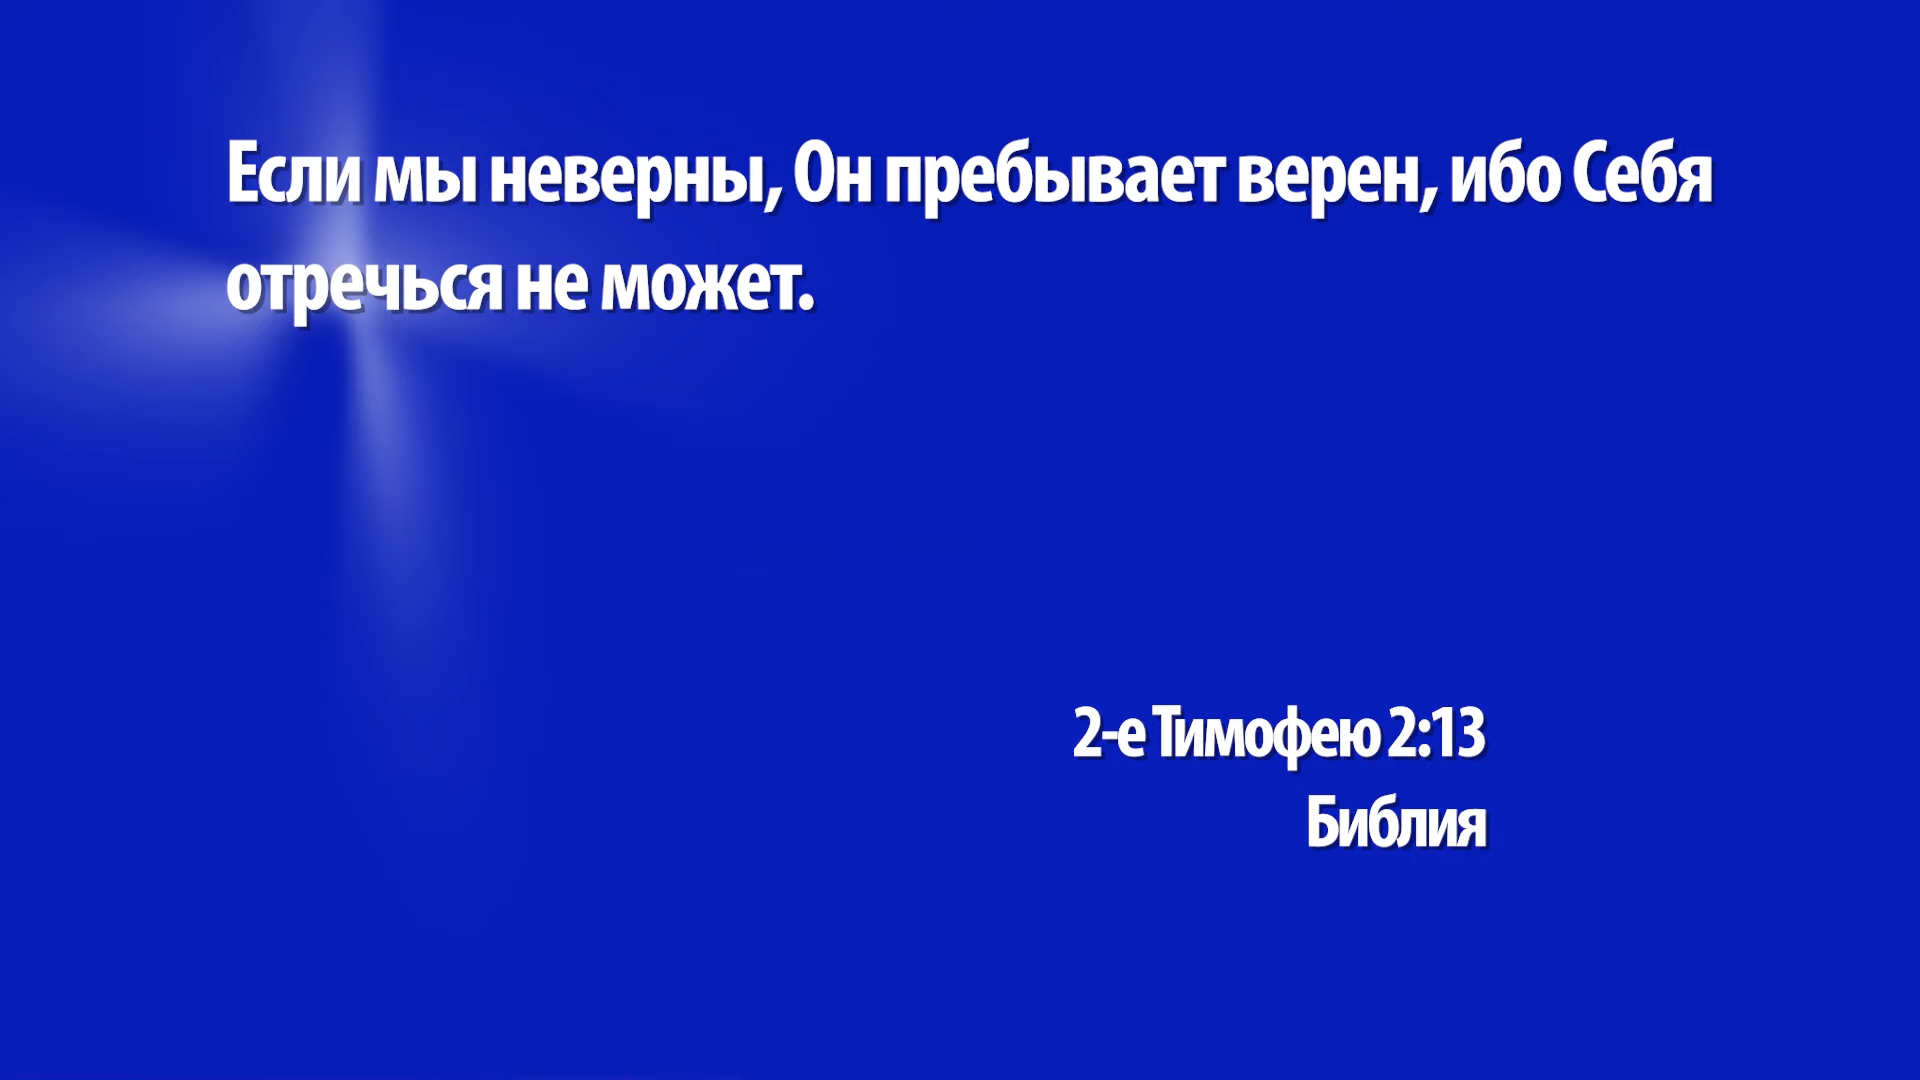 Если мы неверны, Он пребывает верен, ибо Себя
отречься не может.
2-е Тимофею 2:13
Библия